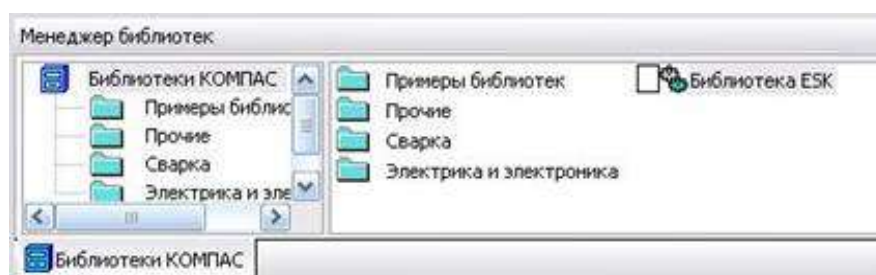 Менеджер библиотек
Библиотеки КОМПАС
Примеры библис
Прочие
Сварка
Электрика и эле
Примеры библиотек
Прочие
Сварка
Электрика и электроника
Библиотека ESK
Библиотеки КОМПАС